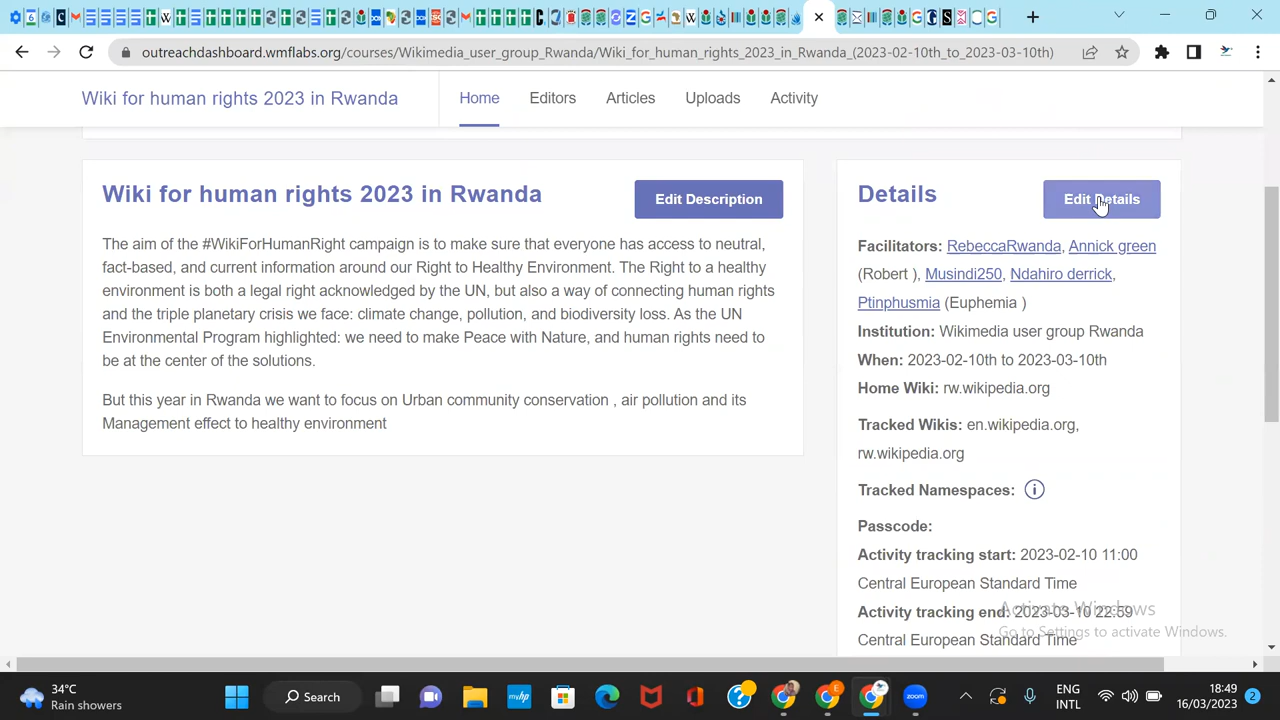 outreachdashboard.wmflabs.org/courses/Wikimedia_user_group_Rwanda/Wiki_for_human_rights_2023_in_Rwanda_(2023-02-10th_to_2023-03-10th)
Wiki for human rights 2023 in Rwanda
Home
Editors
Articles
Uploads
Activity
Wiki for human rights 2023 in Rwanda
Edit Description
The aim of the #WikiForHumanRight campaign is to make sure that everyone has access to neutral,
fact-based, and current information around our Right to Healthy Environment. The Right to a healthy
environment is both a legal right acknowledged by the UN, but also a way of connecting human rights
and the triple planetary crisis we face: climate change, pollution, and biodiversity loss. As the UN
Environmental Program highlighted: we need to make Peace with Nature, and human rights need to
be at the center of the solutions.
But this year in Rwanda we want to focus on Urban community conservation , air pollution and its
Management effect to healthy environment
Details
Edit Details
Facilitators: RebeccaRwanda, Annick green
(Robert ), Musindi250, Ndahiro derrick,
Ptinphusmia (Euphemia )
Institution: Wikimedia user group Rwanda
When: 2023-02-10th to 2023-03-10th
Home Wiki: rw.wikipedia.org
Tracked Wikis: en.wikipedia.org,
rw.wikipedia.org
Tracked Namespaces: i
Passcode:
Activity tracking start: 2023-02-10 11:00
Central European Standard Time
Activity tracking end: 2023-03-10 22:59
Central European Standard Time
Activate Windows
Go to Settings to activate Windows.
34°C
Rain showers
Search
ENG
INTL
18:49
16/03/2023
2